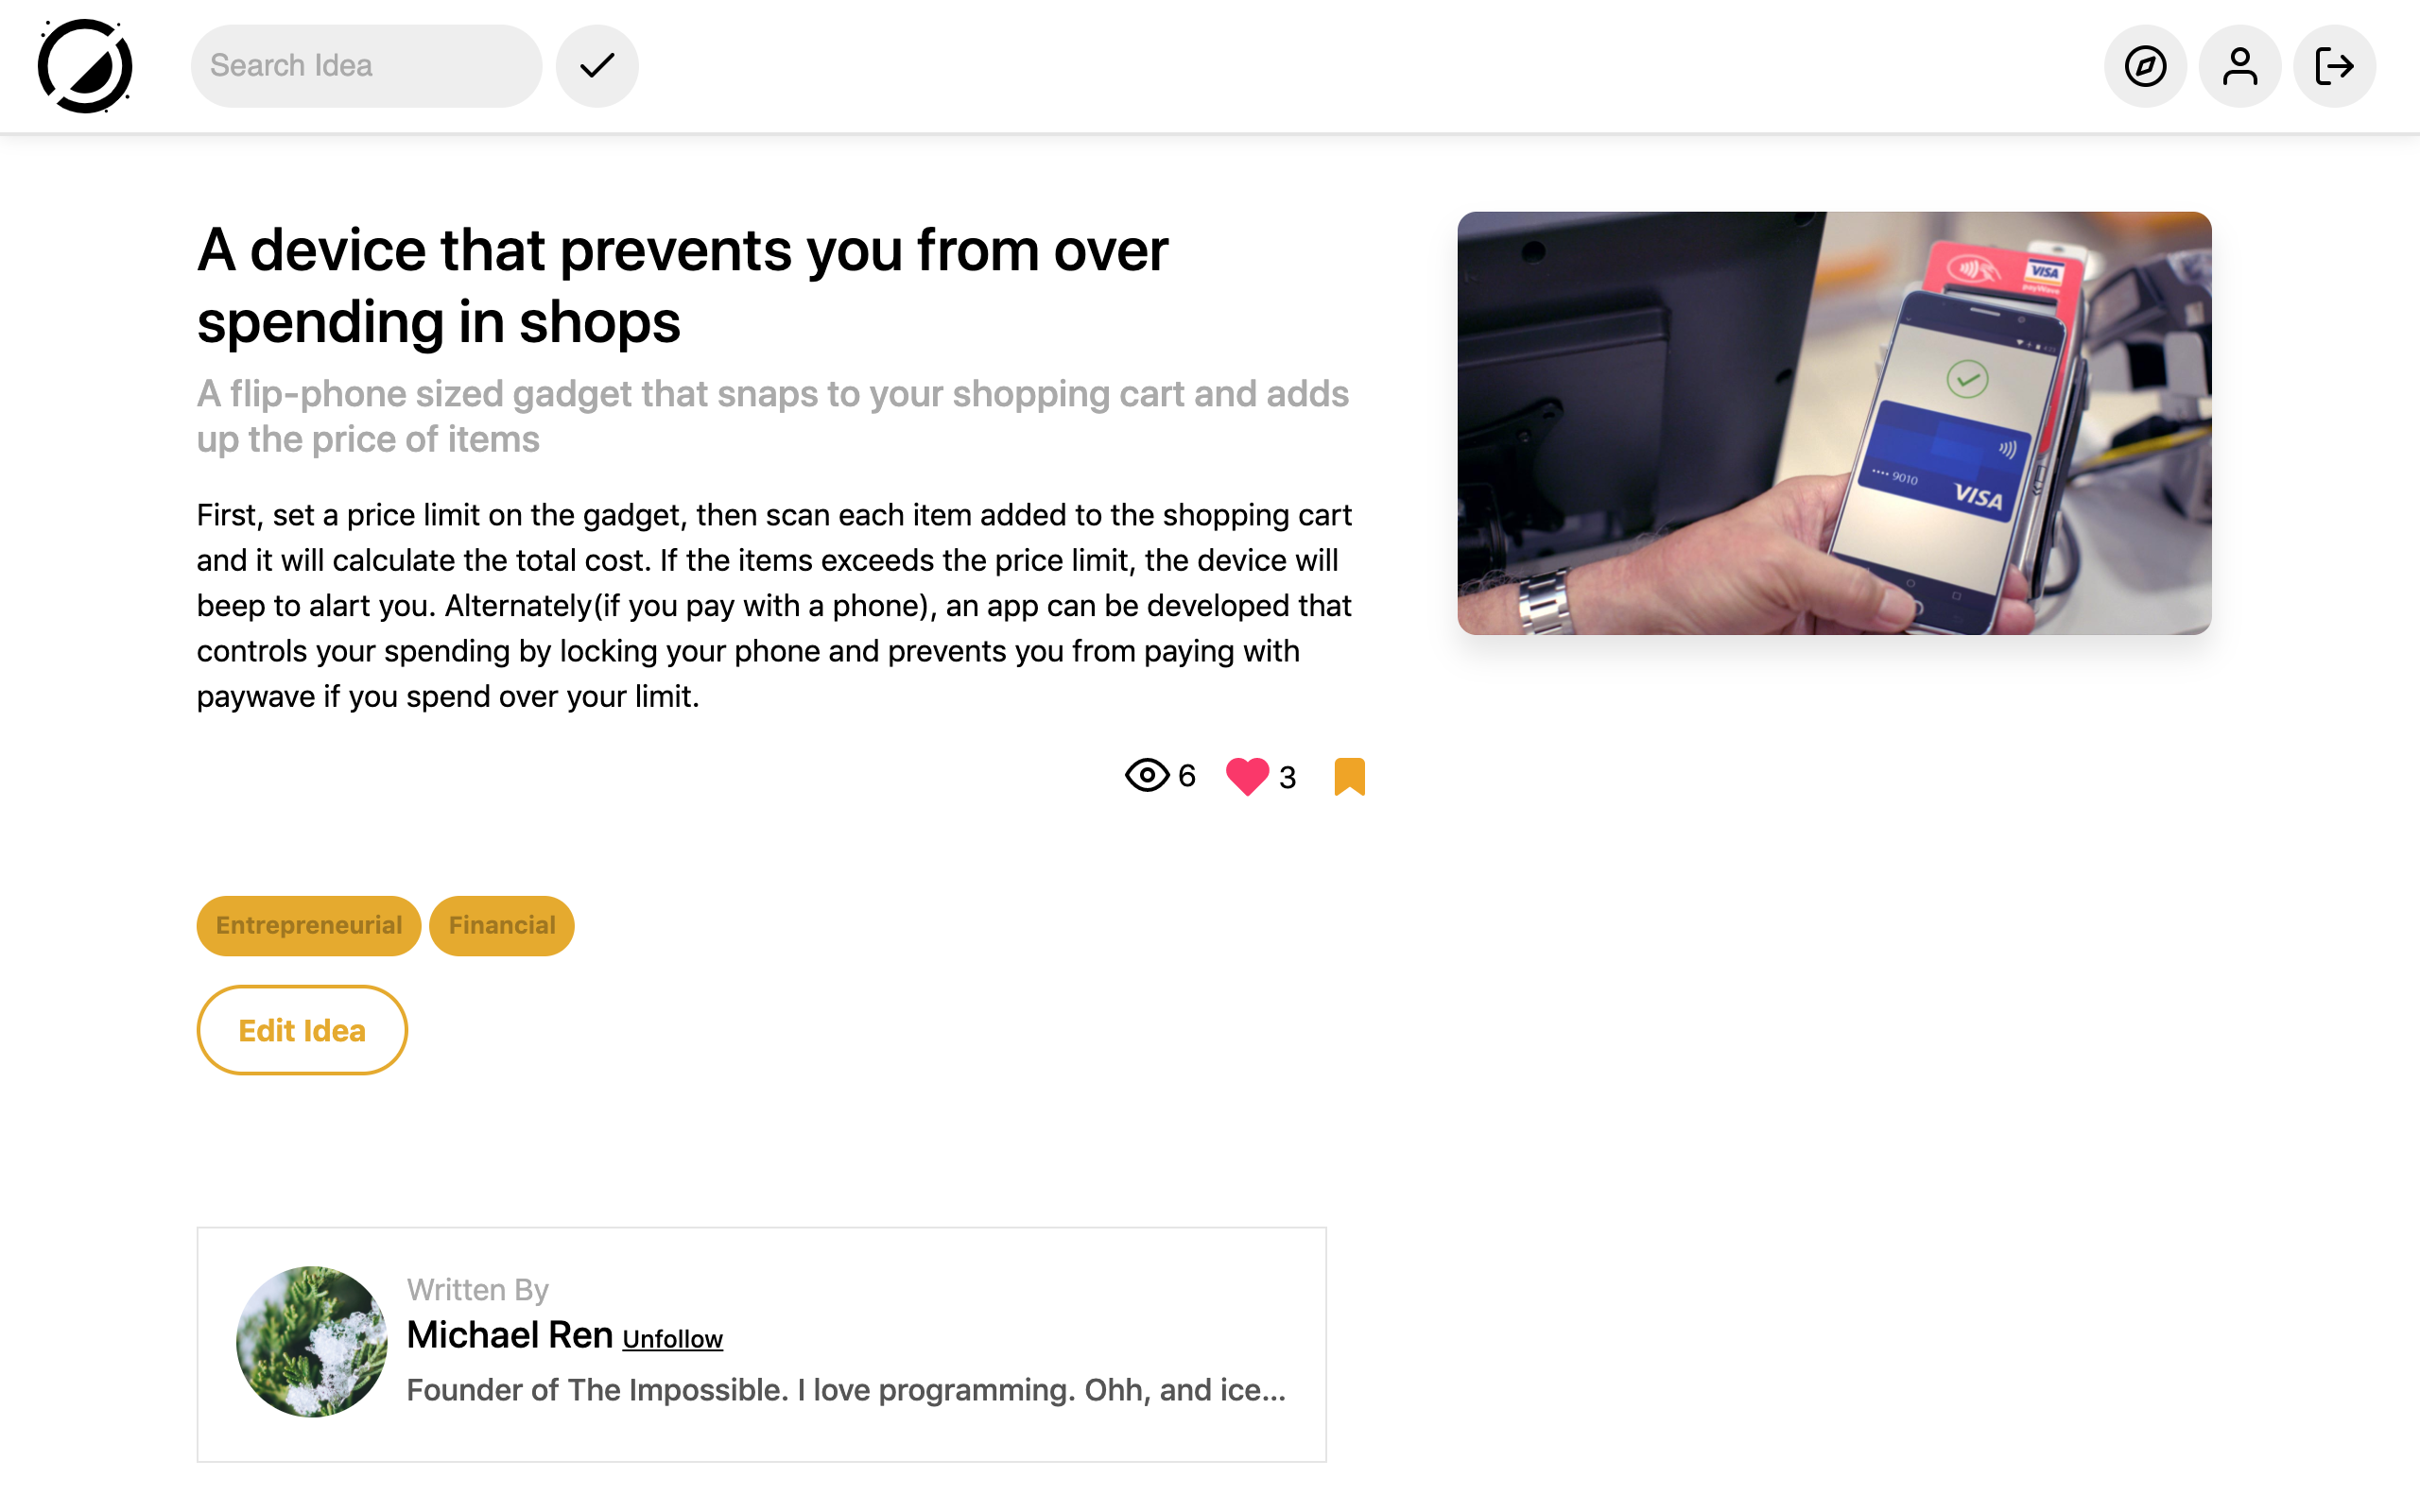 Search Idea
A device that prevents you from over
spending in shops
A flip-phone sized gadget that snaps to your shopping cart and adds
up the price of items
First, set a price limit on the gadget, then scan each item added to the shopping cart
and it will calculate the total cost. If the items exceeds the price limit, the device will
beep to alart you. Alternately(if you pay with a phone), an app can be developed that
controls your spending by locking your phone and prevents you from paying with
paywave if you spend over your limit.
6
3
VISA
payWave
•••• 9010
VISA
Entrepreneurial
Financial
Edit Idea
Written By
Michael Ren Unfollow
Founder of The Impossible. I love programming. Ohh, and ice...